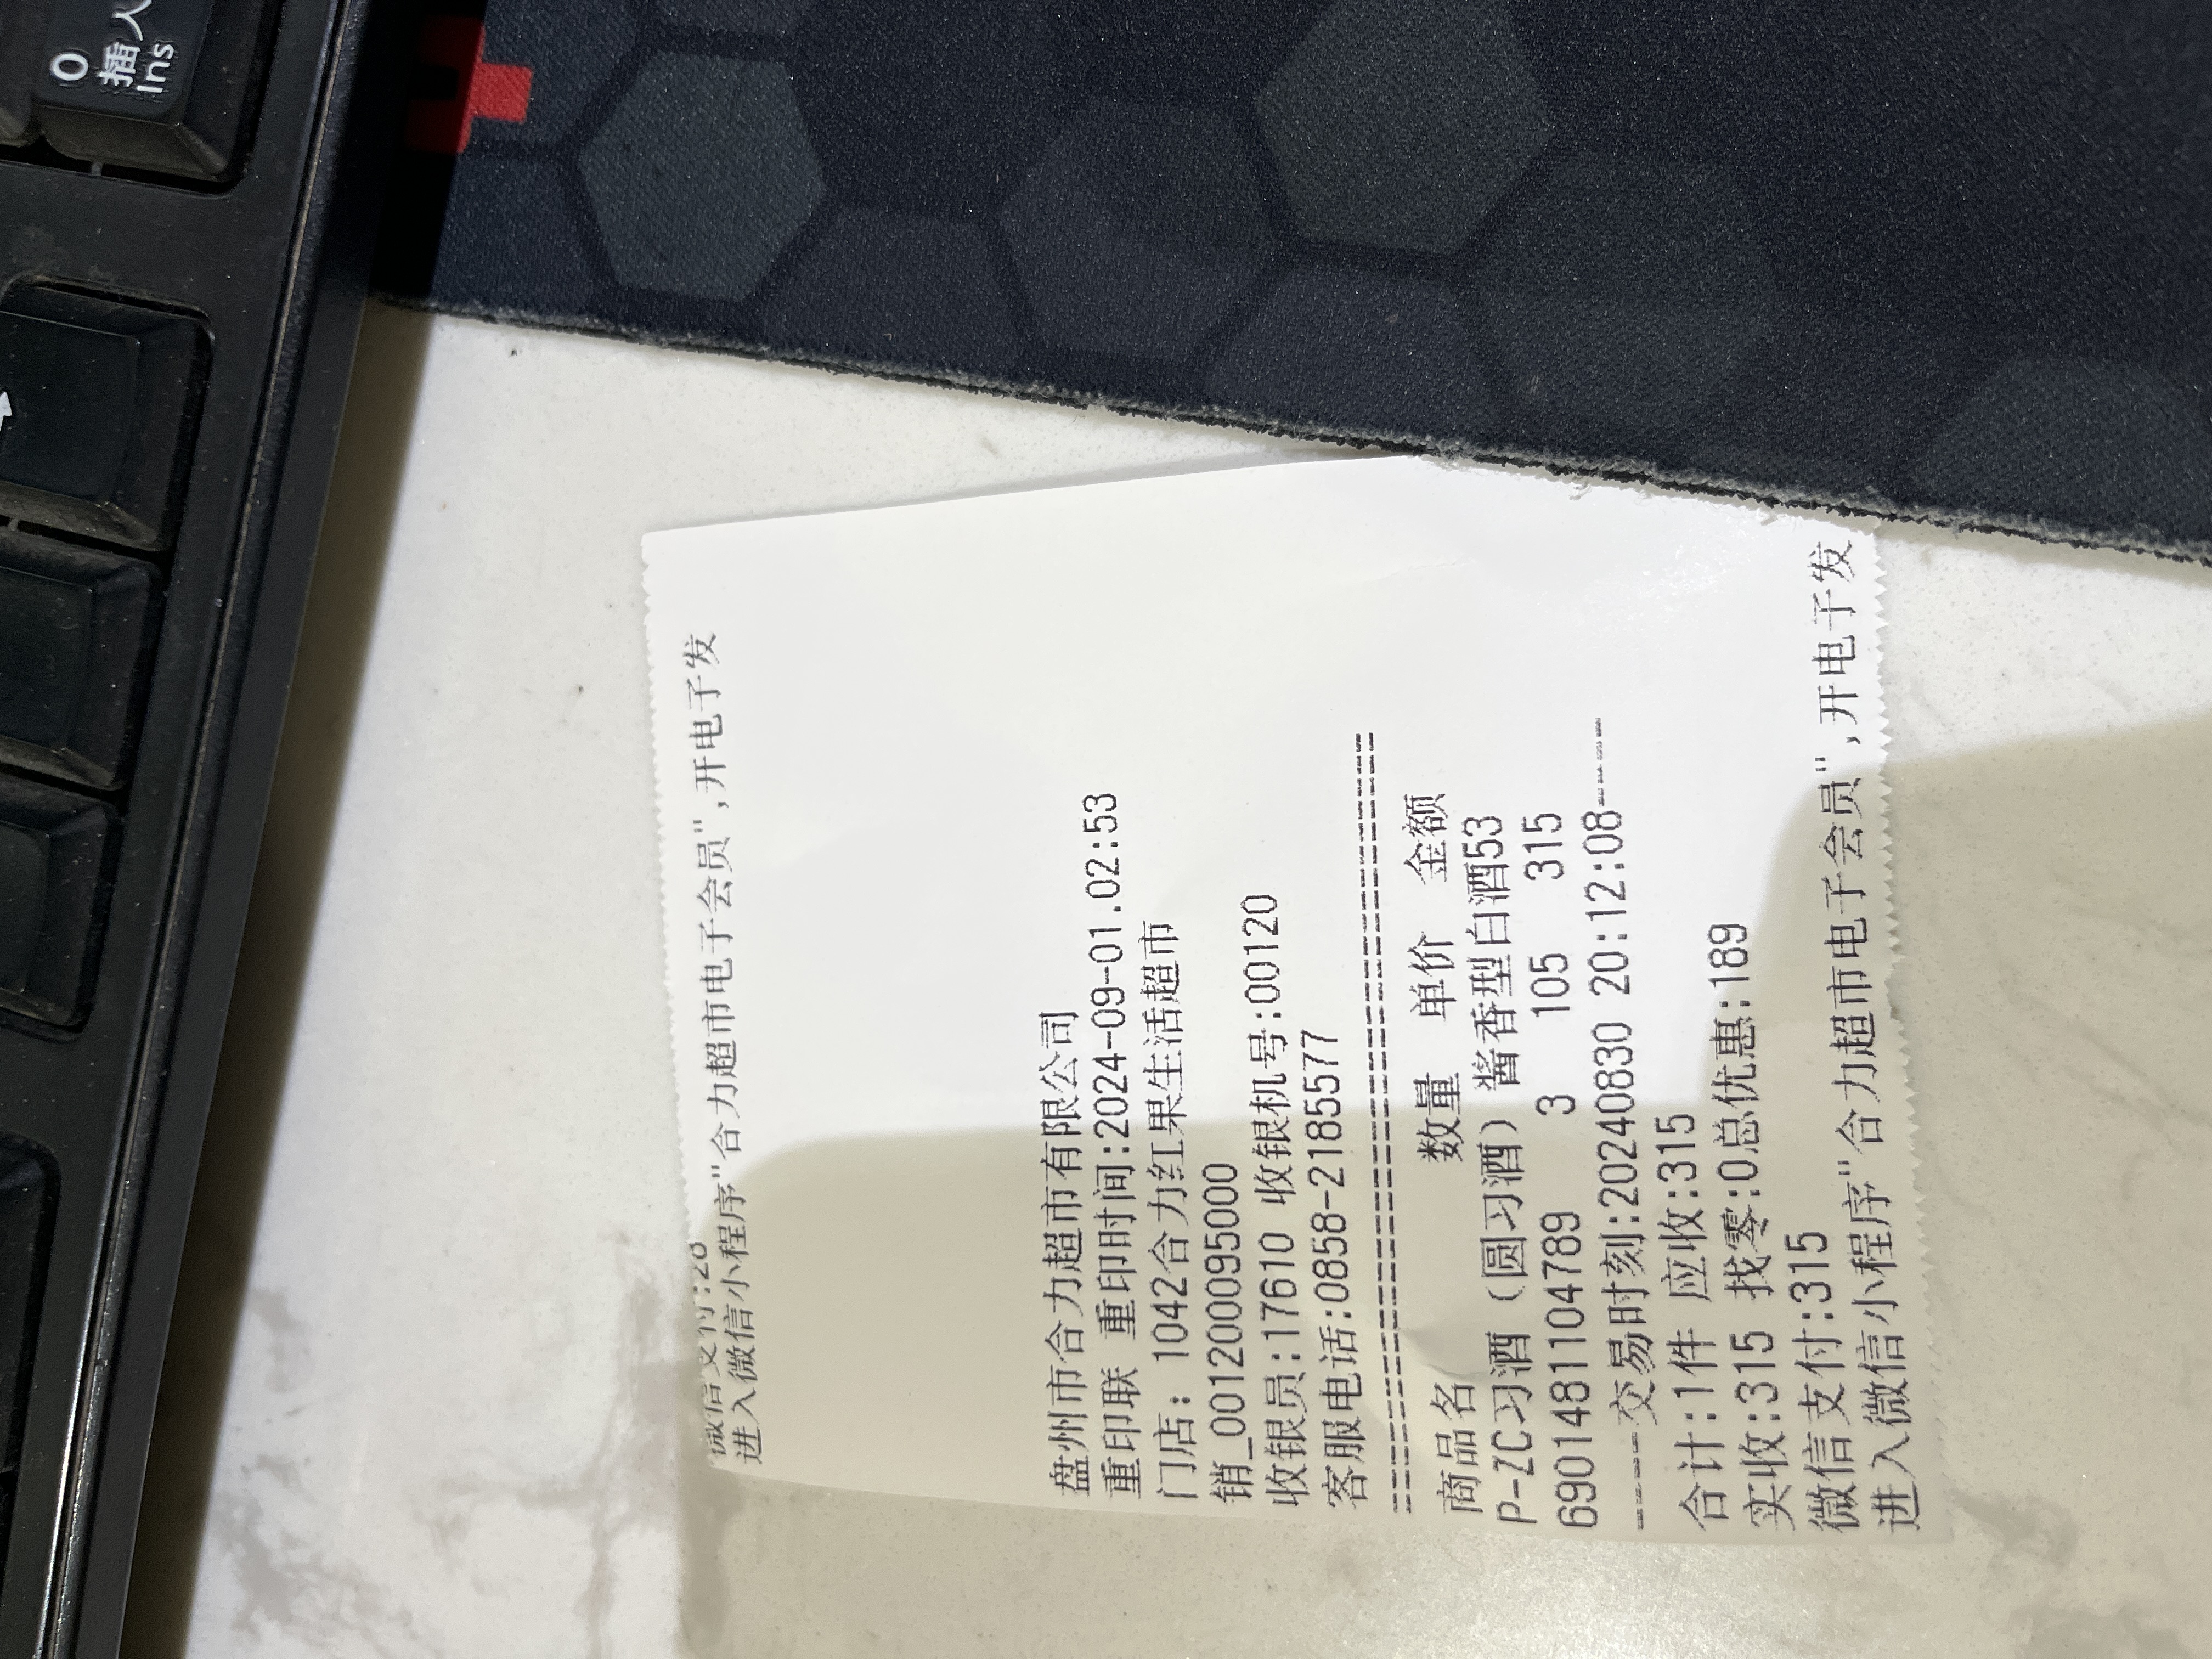 0
插入
Ins
进入微信小程序"合力超市电子会员",开电子发
盘州市合力超市有限公司
重印联 重印时间:2024-09-01.02:53
门店: 1042合力红果生活超市
销_0012000095000
收银员:17610 收银机号:00120
客服电话:0858-2185577
商品名 数量 单价 金额
P-ZC习酒（圆习酒）酱香型白酒53
6901481104789 3 105 315
-----交易时刻:20240830 20:12:08-----
合计:1件 应收:315
实收:315 找零:0总优惠:189
微信支付:315
进入微信小程序"合力超市电子会员",开电子发